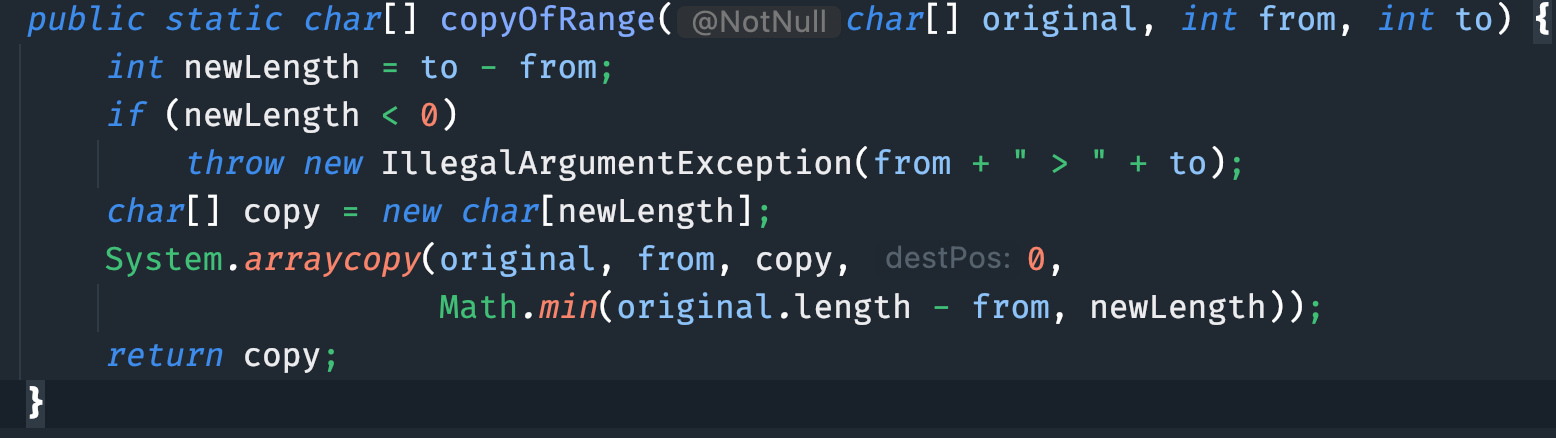 public static char[] copyOfRange( @NotNull char[] original, int from, int to) {
    int newLength = to - from;
    if (newLength < 0)
        throw new IllegalArgumentException(from + " > " + to);
    char[] copy = new char[newLength];
    System.arraycopy(original, from, copy, destPos: 0,
                     Math.min(original.length - from, newLength));
    return copy;
}